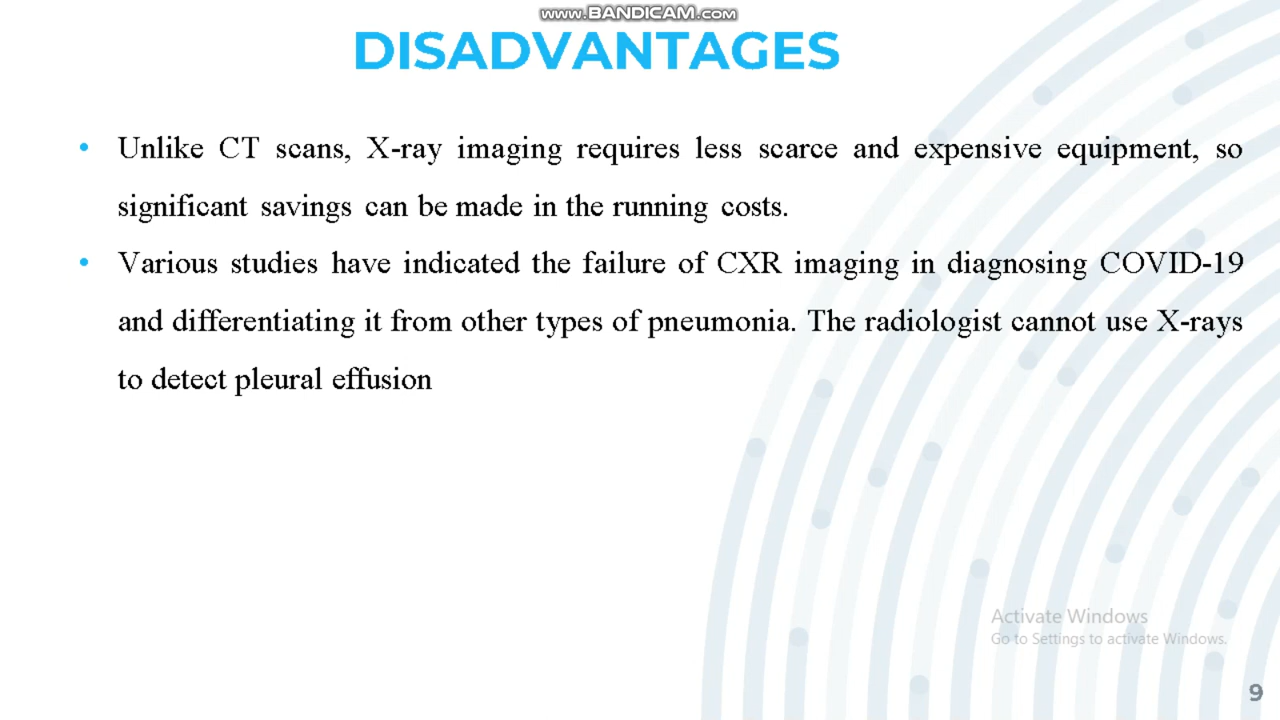 www.BANDICAM.com
DISADVANTAGES
• Unlike CT scans, X-ray imaging requires less scarce and expensive equipment, so
significant savings can be made in the running costs.
• Various studies have indicated the failure of CXR imaging in diagnosing COVID-19
and differentiating it from other types of pneumonia. The radiologist cannot use X-rays
to detect pleural effusion
Activate Windows
Go to Settings to activate Windows.
9